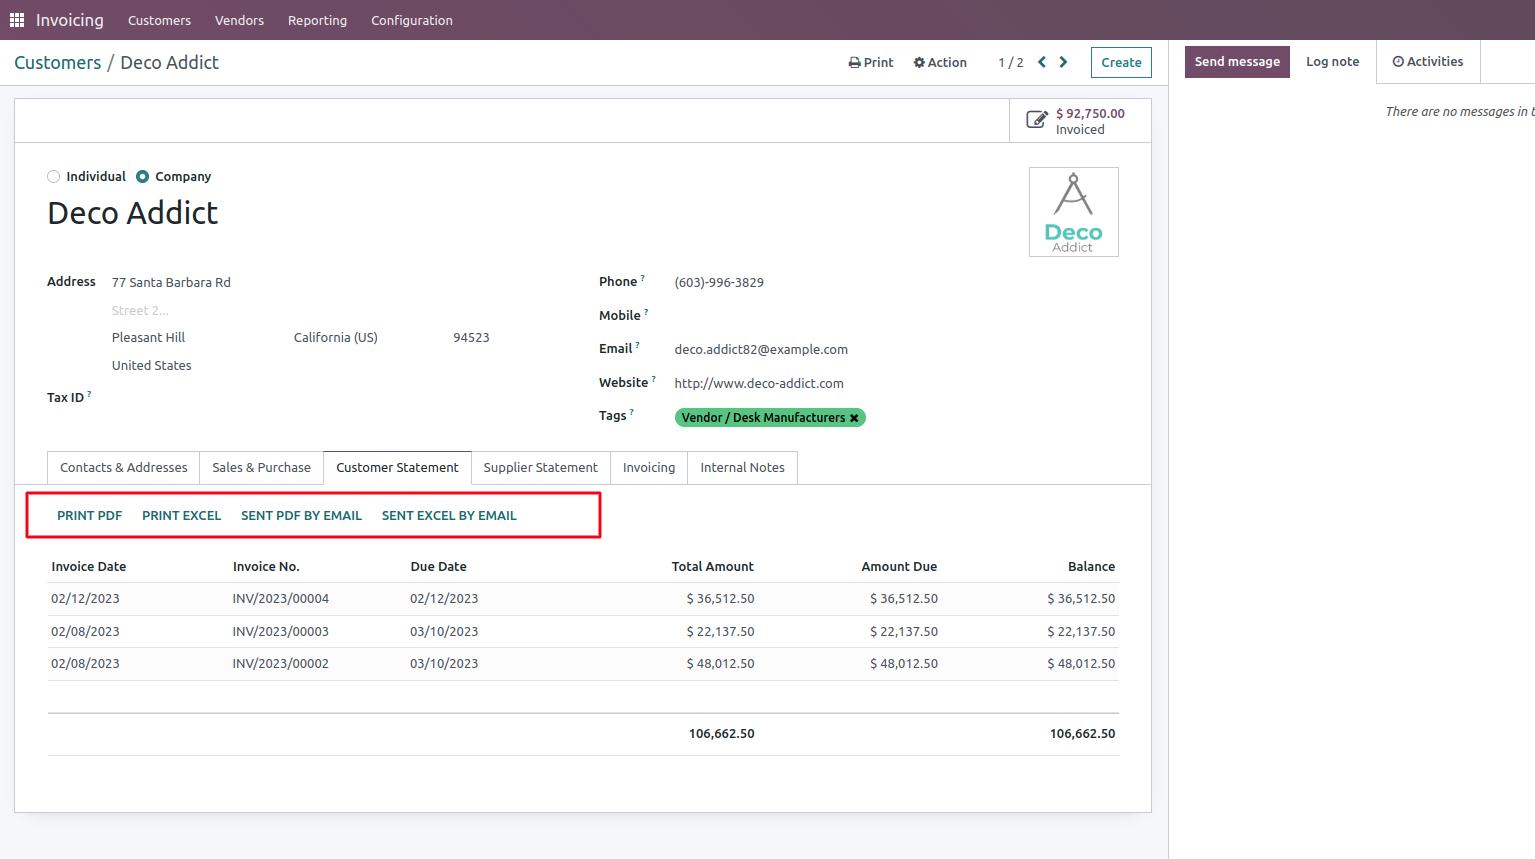 Invoicing Customers Vendors Reporting Configuration
Customers / Deco Addict Print Action 1 / 2 Create
Send message Log note Activities
There are no messages in t
$ 92,750.00
Invoiced
Individual Company
Deco Addict
Deco
Addict
Address 77 Santa Barbara Rd
Street 2...
Pleasant Hill California (US) 94523
United States
Tax ID ?
Phone ? (603)-996-3829
Mobile ?
Email ? deco.addict82@example.com
Website ? http://www.deco-addict.com
Tags ? Vendor / Desk Manufacturers ✖
Contacts & Addresses Sales & Purchase Customer Statement Supplier Statement Invoicing Internal Notes
PRINT PDF PRINT EXCEL SENT PDF BY EMAIL SENT EXCEL BY EMAIL
Invoice Date Invoice No. Due Date Total Amount Amount Due Balance
02/12/2023 INV/2023/00004 02/12/2023 $ 36,512.50 $ 36,512.50 $ 36,512.50
02/08/2023 INV/2023/00003 03/10/2023 $ 22,137.50 $ 22,137.50 $ 22,137.50
02/08/2023 INV/2023/00002 03/10/2023 $ 48,012.50 $ 48,012.50 $ 48,012.50
106,662.50 106,662.50